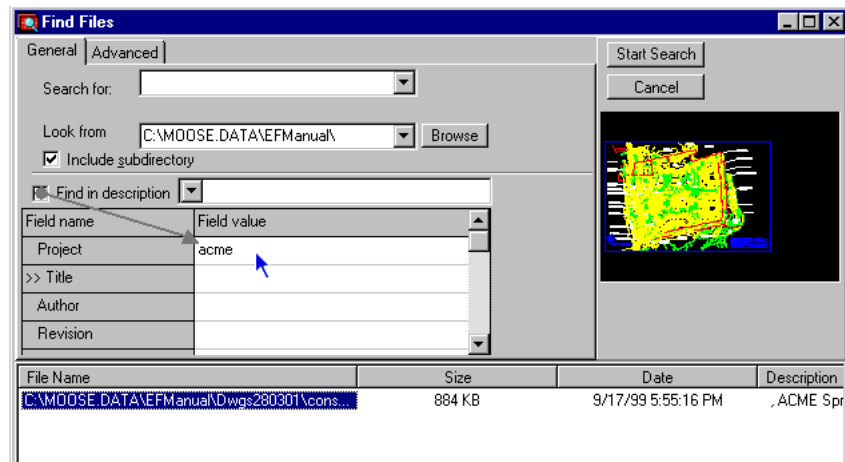 Find Files
General Advanced
Start Search
Search for:
Cancel
Look from C:\MOOSE.DATA\EFManual\ Browse
Include subdirectory
Find in description
Field name Field value
Project acme
>> Title
Author
Revision
File Name Size Date Description
C:\MOOSE.DATA\EFManual\Dwgs280301\cons... 884 KB 9/17/99 5:55:16 PM , ACME Spr